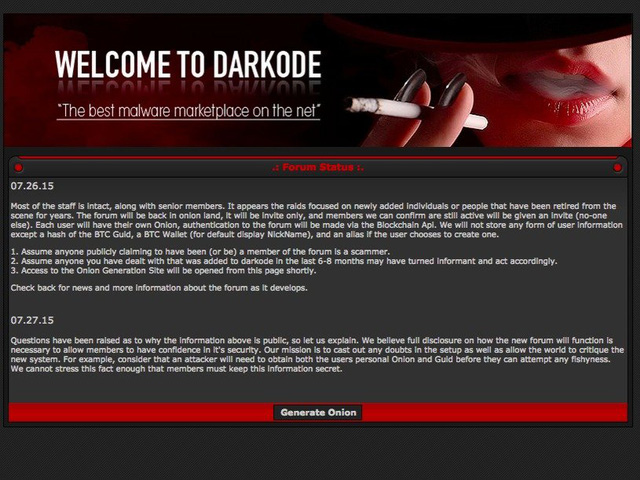 WELCOME TO DARKODE
“The best malware marketplace on the net”
.: Forum Status :.
07.26.15
Most of the staff is intact, along with senior members. It appears the raids focused on newly added individuals or people that have been retired from the
scene for years. The forum will be back in onion land, it will be invite only, and members we can confirm are still active will be given an invite (no-one
else). Each user will have their own Onion, authentication to the forum will be made via the Blockchain Api. We will not store any form of user information
except a hash of the BTC Guid, a BTC Wallet (for default display NickName), and an alias if the user chooses to create one.
1. Assume anyone publicly claiming to have been (or be) a member of the forum is a scammer.
2. Assume anyone you have dealt with that was added to darkode in the last 6-8 months may have turned informant and act accordingly.
3. Access to the Onion Generation Site will be opened from this page shortly.
Check back for news and more information about the forum as it develops.
07.27.15
Questions have been raised as to why the information above is public, so let us explain. We believe full disclosure on how the new forum will function is
necessary to allow members to have confidence in it's security. Our mission is to cast out any doubts in the setup as well as allow the world to critique the
new system. For example, consider that an attacker will need to obtain both the users personal Onion and Guid before they can attempt any fishyness.
We cannot stress this fact enough that members must keep this information secret.
Generate Onion